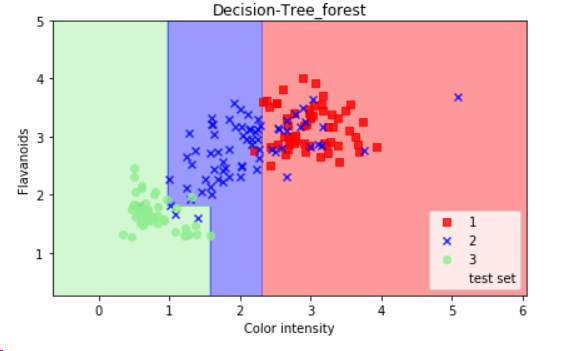 Decision-Tree_forest
5
4
3
2
1
Flavanoids
1
2
3
test set
0 1 2 3 4 5 6
Color intensity